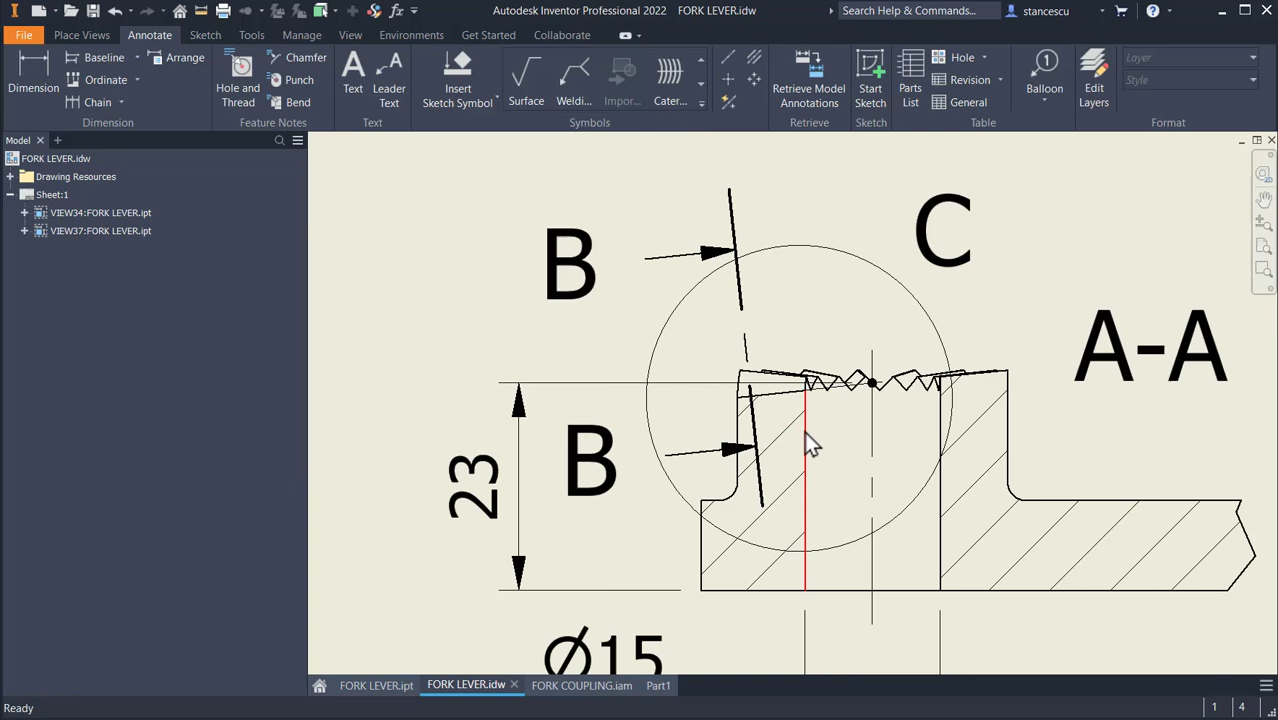 Autodesk Inventor Professional 2022 FORK LEVER.idw
Search Help & Commands...
stancescu
File Place Views Annotate Sketch Tools Manage View Environments Get Started Collaborate
Dimension
Baseline
Ordinate
Chain
Arrange
Dimension
Hole and
Thread
Chamfer
Punch
Bend
Feature Notes
Text
Leader
Text
Text
Insert
Sketch Symbol
Surface
Weldi...
Impor...
Cater...
Symbols
Retrieve Model
Annotations
Retrieve
Start
Sketch
Sketch
Parts
List
Hole
Revision
General
Table
Balloon
Edit
Layers
Layer
Style
Format
Model
FORK LEVER.idw
Drawing Resources
Sheet:1
VIEW34:FORK LEVER.ipt
VIEW37:FORK LEVER.ipt
B
C
A-A
B
23
Ø15
FORK LEVER.ipt FORK LEVER.idw FORK COUPLING.iam Part1
Ready
1 4